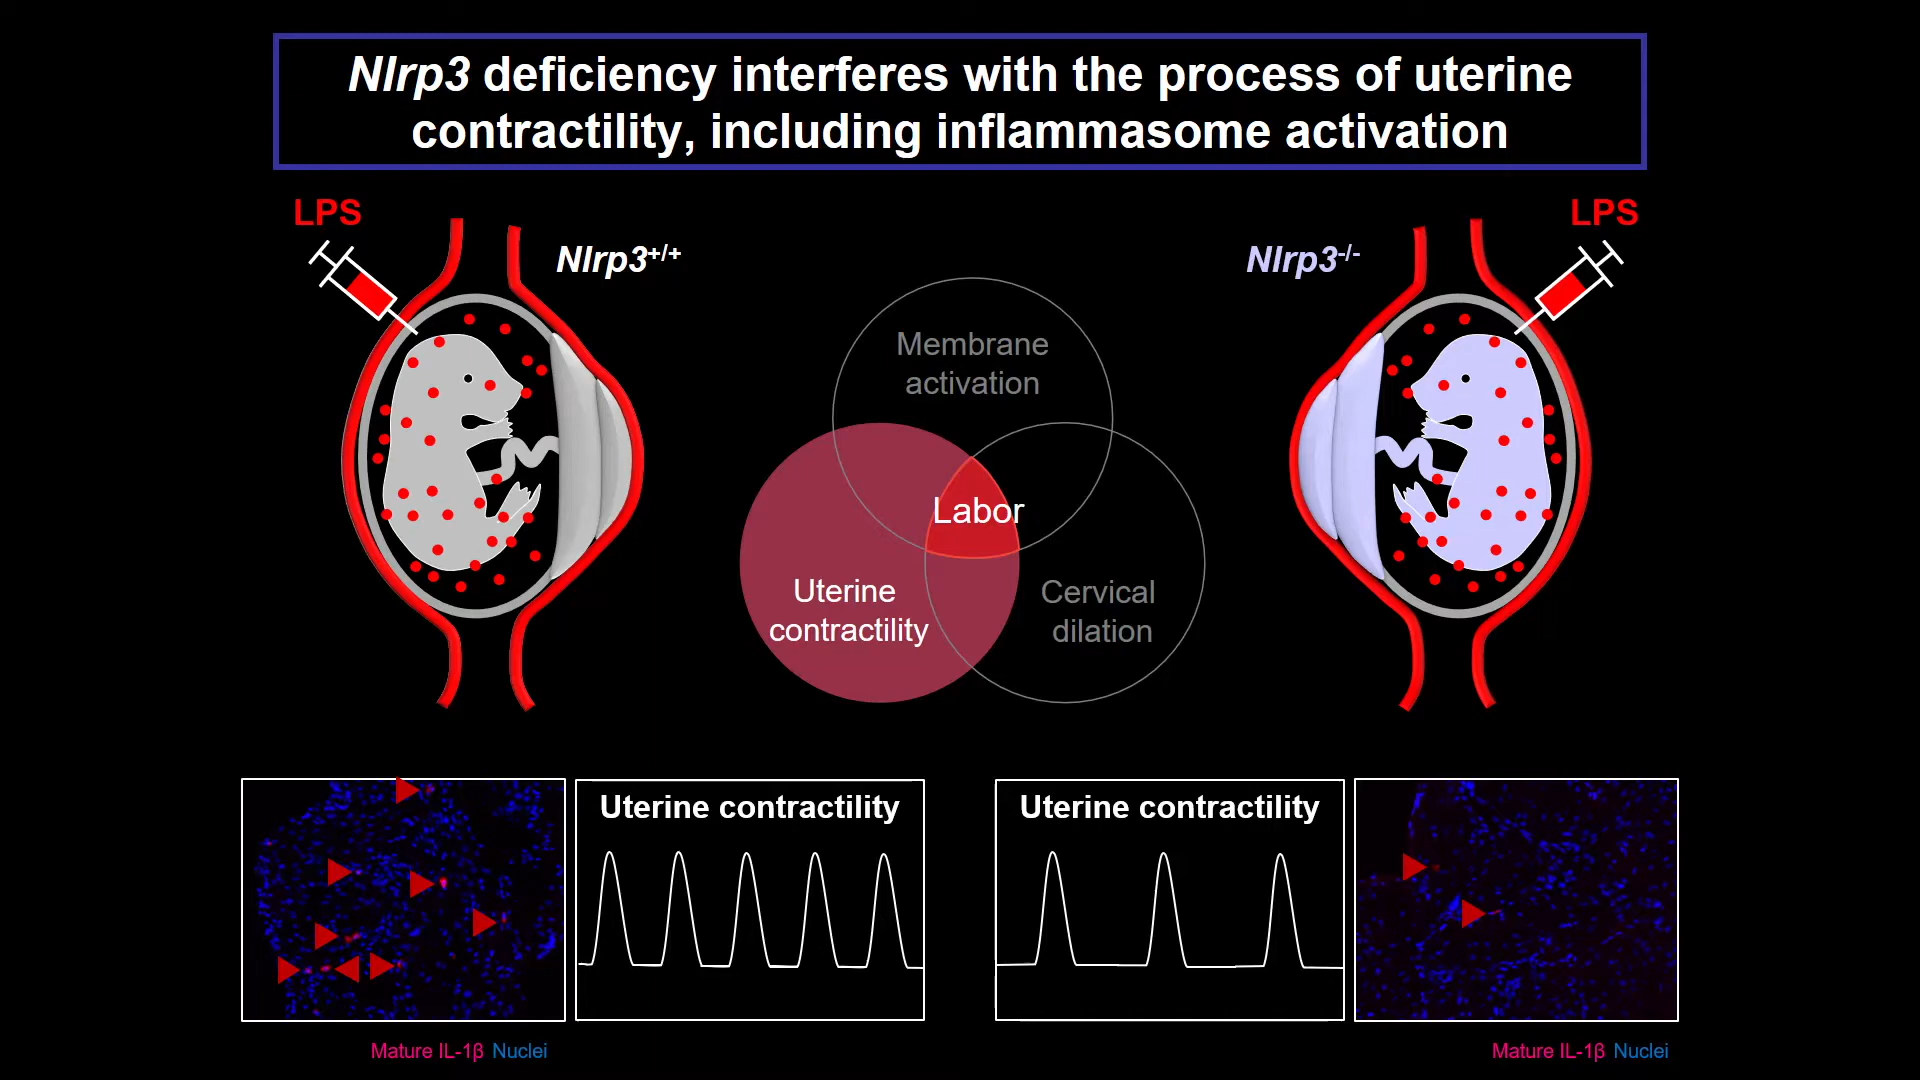 Nlrp3 deficiency interferes with the process of uterine
contractility, including inflammasome activation
LPS
Nlrp3+/+
Nlrp3-/-
LPS
Membrane
activation
Labor
Uterine
contractility
Cervical
dilation
Uterine contractility
Uterine contractility
Mature IL-1β Nuclei
Mature IL-1β Nuclei